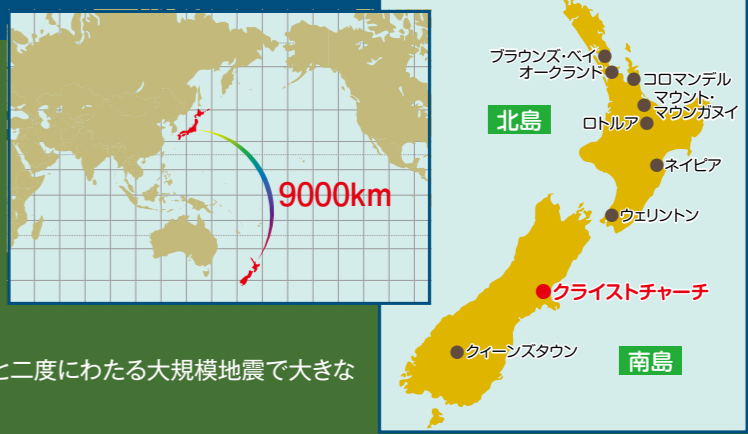 9000km
ブラウンズ・ベイ
オークランド
コロマンデル
マウント・
マウンガヌイ
北島
ロトルア
ネイピア
ウェリントン
クライストチャーチ
クィーンズタウン
南島
と二度にわたる大規模地震で大きな